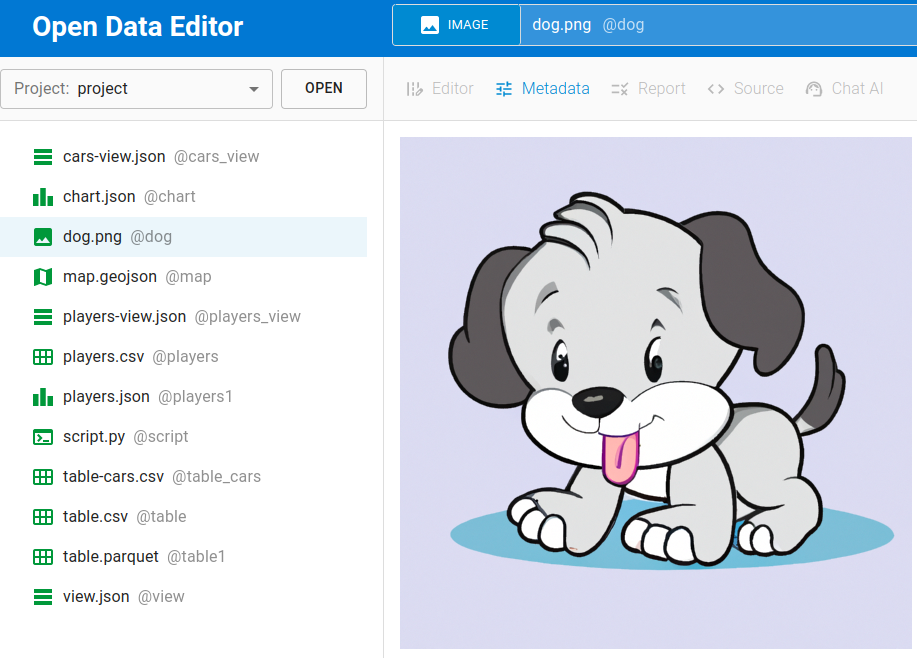 Open Data Editor
IMAGE
dog.png @dog
Project: project
OPEN
Editor
Metadata
Report
Source
Chat AI
cars-view.json @cars_view
chart.json @chart
dog.png @dog
map.geojson @map
players-view.json @players_view
players.csv @players
players.json @players1
script.py @script
table-cars.csv @table_cars
table.csv @table
table.parquet @table1
view.json @view